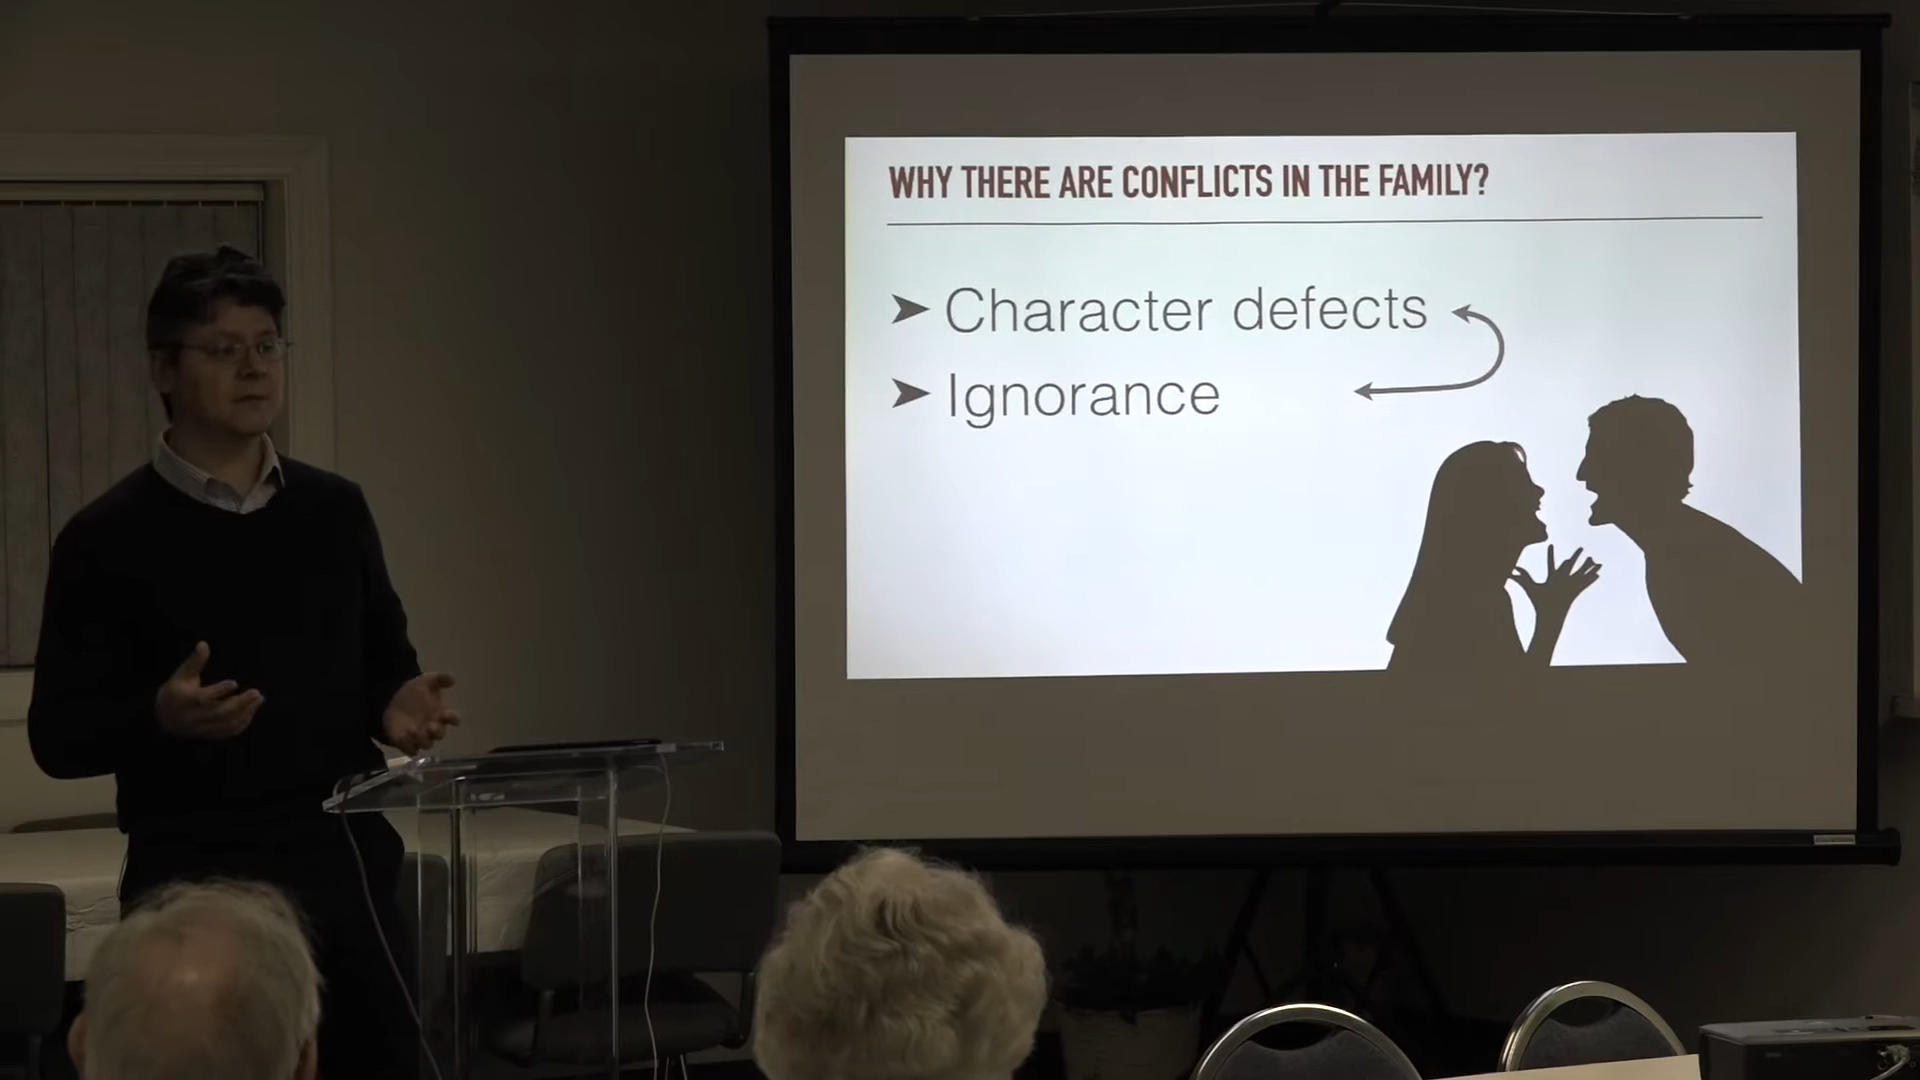 WHY THERE ARE CONFLICTS IN THE FAMILY?
➤ Character defects
➤ Ignorance